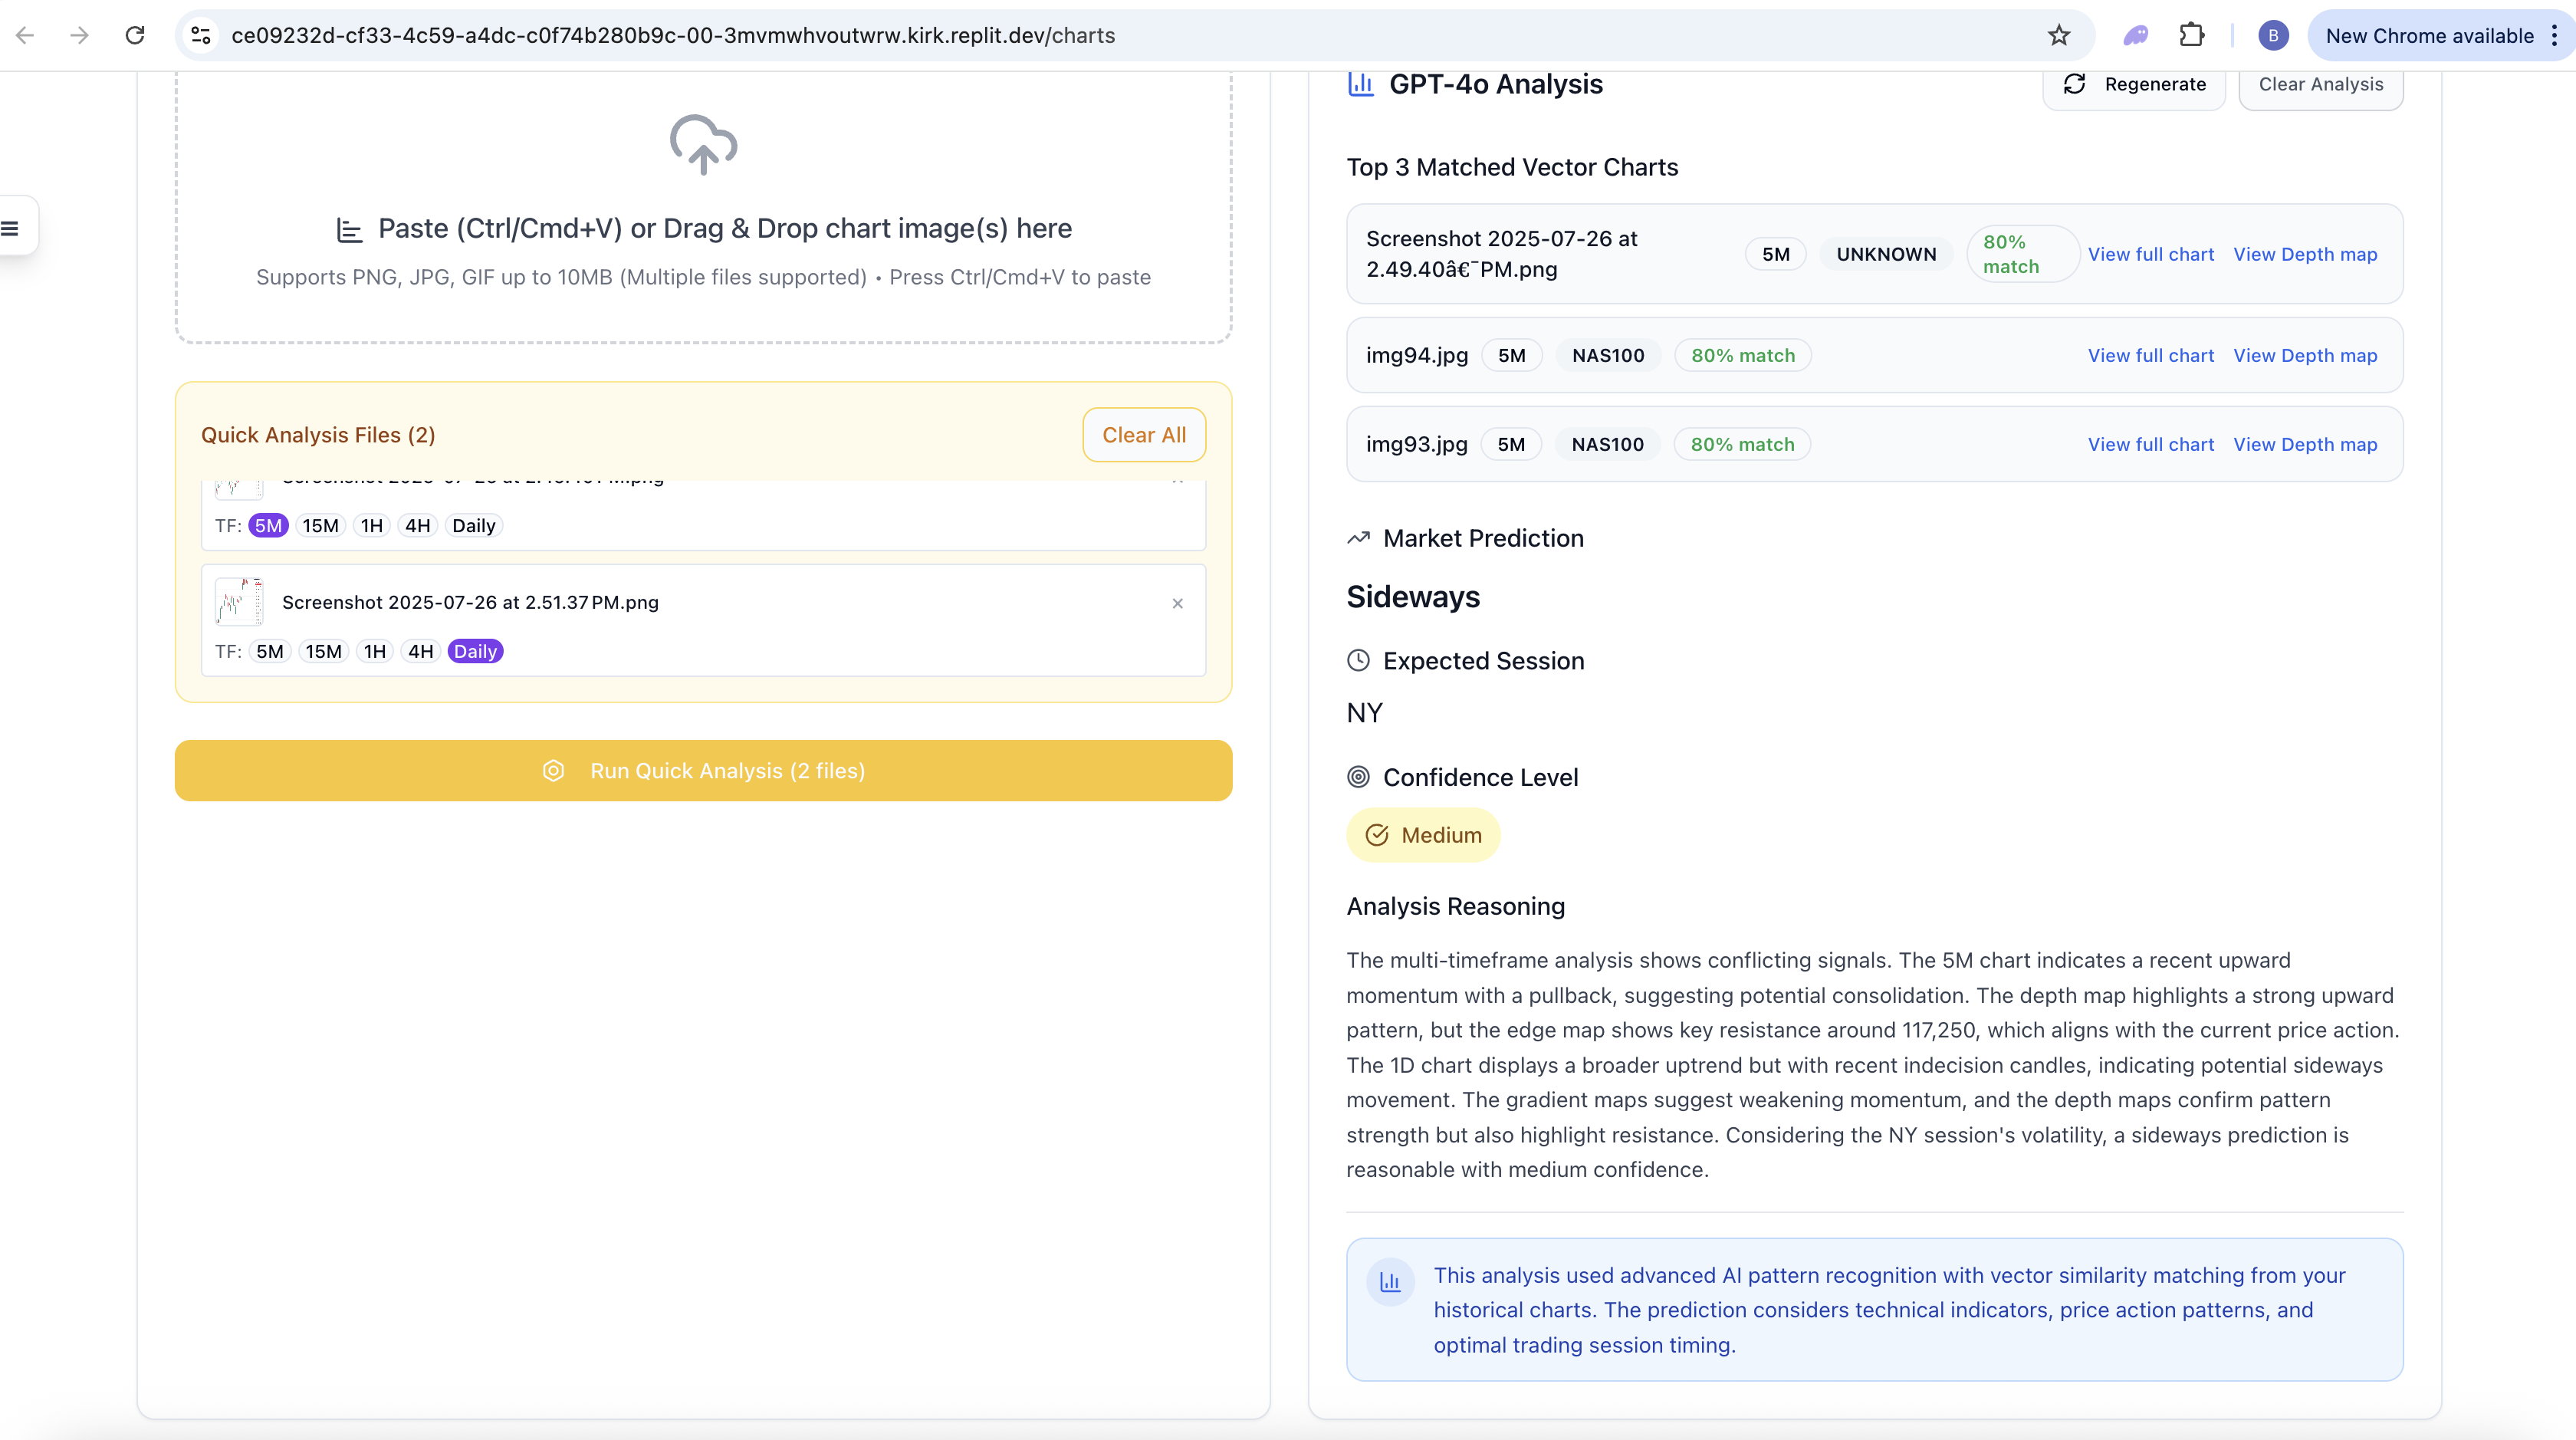 ce09232d-cf33-4c59-a4dc-c0f74b280b9c-00-3mvmwhvoutwrw.kirk.replit.dev/charts
B
New Chrome available
Paste (Ctrl/Cmd+V) or Drag & Drop chart image(s) here
Supports PNG, JPG, GIF up to 10MB (Multiple files supported) • Press Ctrl/Cmd+V to paste
Quick Analysis Files (2)
Clear All
TF: 5M 15M 1H 4H Daily
Screenshot 2025-07-26 at 2.51.37 PM.png
×
TF: 5M 15M 1H 4H Daily
Run Quick Analysis (2 files)
GPT-4o Analysis
Regenerate
Clear Analysis
Top 3 Matched Vector Charts
Screenshot 2025-07-26 at
2.49.40â€¯PM.png
5M
UNKNOWN
80%
match
View full chart
View Depth map
img94.jpg 5M NAS100 80% match View full chart View Depth map
img93.jpg 5M NAS100 80% match View full chart View Depth map
Market Prediction
Sideways
Expected Session
NY
Confidence Level
Medium
Analysis Reasoning
The multi-timeframe analysis shows conflicting signals. The 5M chart indicates a recent upward
momentum with a pullback, suggesting potential consolidation. The depth map highlights a strong upward
pattern, but the edge map shows key resistance around 117,250, which aligns with the current price action.
The 1D chart displays a broader uptrend but with recent indecision candles, indicating potential sideways
movement. The gradient maps suggest weakening momentum, and the depth maps confirm pattern
strength but also highlight resistance. Considering the NY session's volatility, a sideways prediction is
reasonable with medium confidence.
This analysis used advanced AI pattern recognition with vector similarity matching from your
historical charts. The prediction considers technical indicators, price action patterns, and
optimal trading session timing.